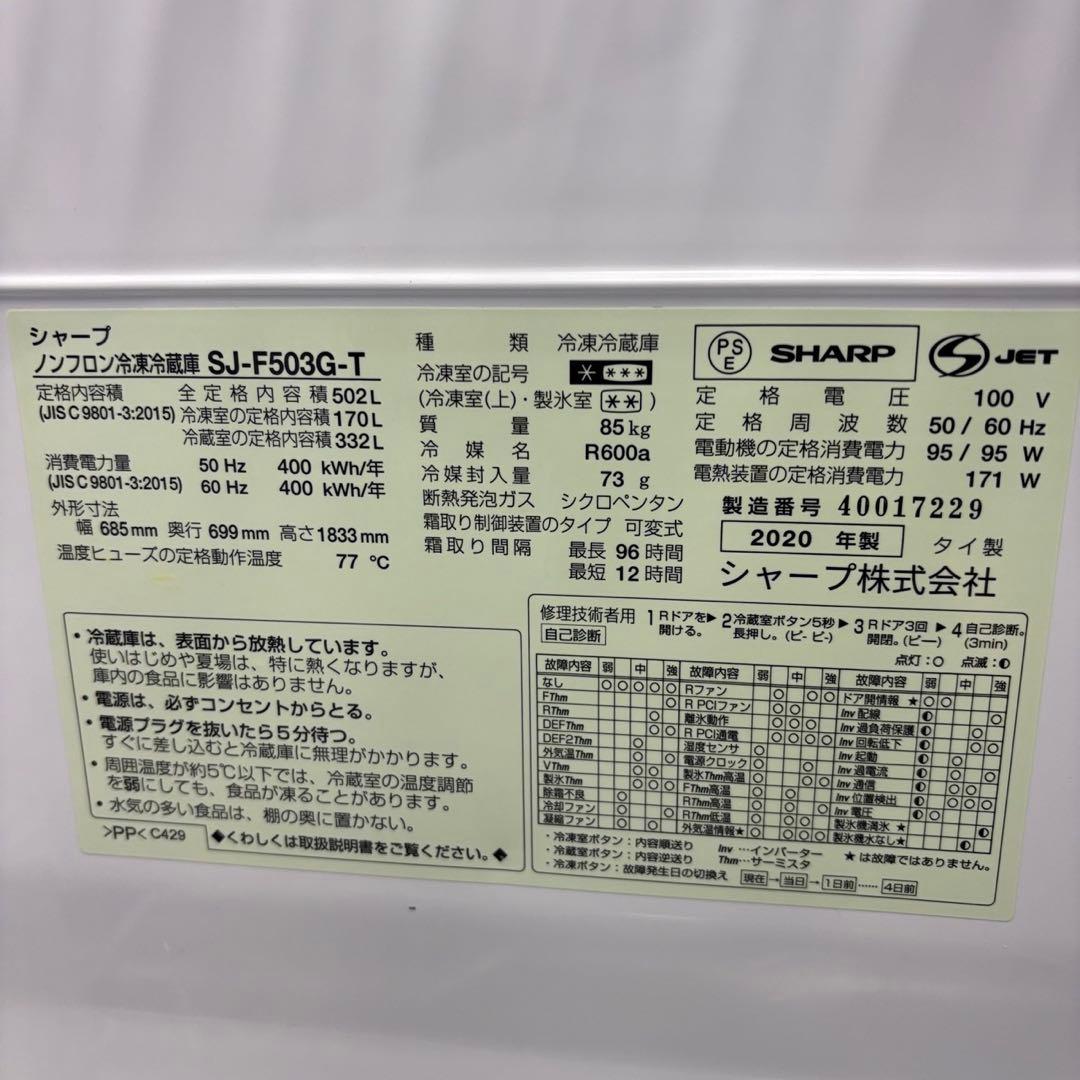 シャープ
ノンフロン冷凍冷蔵庫 SJ-F503G-T
定格内容積 全定格内容積 502L
(JIS C 9801-3:2015) 冷凍室の定格内容積 170L
冷蔵室の定格内容積 332L
消費電力量 50 Hz 400 kWh/年
(JIS C 9801-3:2015) 60 Hz 400 kWh/年
外形寸法
幅 685mm 奥行 699mm 高さ 1833mm
温度ヒューズの定格動作温度 77 ℃
種類 冷凍冷蔵庫
冷凍室の記号 * ***
(冷凍室(上)・製氷室 ** )
質量 85kg
冷媒名 R600a
冷媒封入量 73 g
断熱発泡ガス シクロペンタン
霜取り制御装置のタイプ 可変式
霜取り間隔 最長 96 時間
最短 12 時間
PSE SHARP JET
定格電圧 100 V
定格周波数 50 / 60 Hz
電動機の定格消費電力 95 / 95 W
電熱装置の定格消費電力 171 W
製造番号 40017229
2020 年製 タイ製
シャープ株式会社
・冷蔵庫は、表面から放熱しています。
使いはじめや夏場は、特に熱くなりますが、
庫内の食品に影響はありません。
・電源は、必ずコンセントからとる。
・電源プラグを抜いたら5分待つ。
すぐに差し込むと冷蔵庫に無理がかかります。
・周囲温度が約5℃以下では、冷蔵室の温度調節
を弱にしても、食品が凍ることがあります。
・水気の多い食品は、棚の奥に置かない。
>PP< C429
◆くわしくは取扱説明書をご覧ください。◆
修理技術者用 1 Rドアを▶ 2 冷蔵室ボタン5秒▶ 3 Rドア3回▶ 4 自己診断。
自己診断 開ける。 長押し。(ピ- ピ-) 開閉。(ピー) (3min)
点灯:○ 点滅:◐
故障内容 弱 中 強 故障内容 弱 中 強 故障内容 弱 中 強
なし ○ ○ ○ ○ ○ Rファン ドア開情報 ★
FThm R PCIファン Inv 配線
RThm 離氷動作 Inv 過負荷保護
DEFThm R PCI通電 Inv 回転低下
DEF2Thm 湿度センサ Inv 起動
外気温Thm 電源クロック Inv 過電流
VThm 製氷Thm高温 Inv 通信
製氷Thm FThm高温 Inv 位置検出
除霜不良 RThm高温 Inv 電圧
冷却ファン RThm低温 製氷機満氷 ★
凝縮ファン 外気温情報★ 製氷機水なし★
・冷凍室ボタン:内容順送り Inv …インバーター ★は故障ではありません。
・冷蔵室ボタン:内容逆送り Thm…サーミスタ
・冷凍ボタン:故障発生日の切換え 現在→当日→1日前……4日前